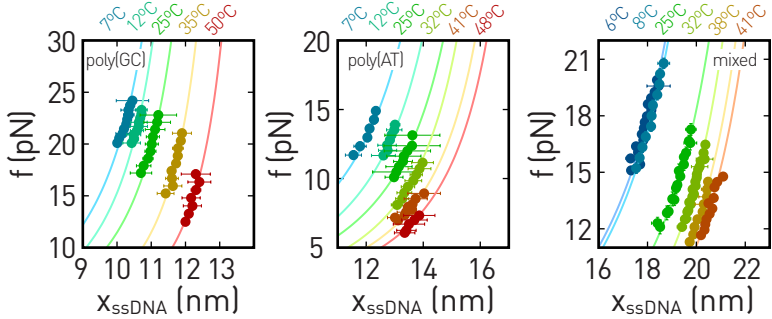 7ºC 12ºC 25ºC 35ºC 50ºC
poly(GC)
f (pN)
30
25
20
15
10
9 10 11 12 13
xssDNA (nm)
7ºC 12ºC 25ºC 32ºC 41ºC 48ºC
poly(AT)
f (pN)
20
15
10
5
12 14 16
xssDNA (nm)
6ºC 8ºC 25ºC 32ºC 38ºC 41ºC
mixed
f (pN)
21
18
15
12
16 18 20 22
xssDNA (nm)